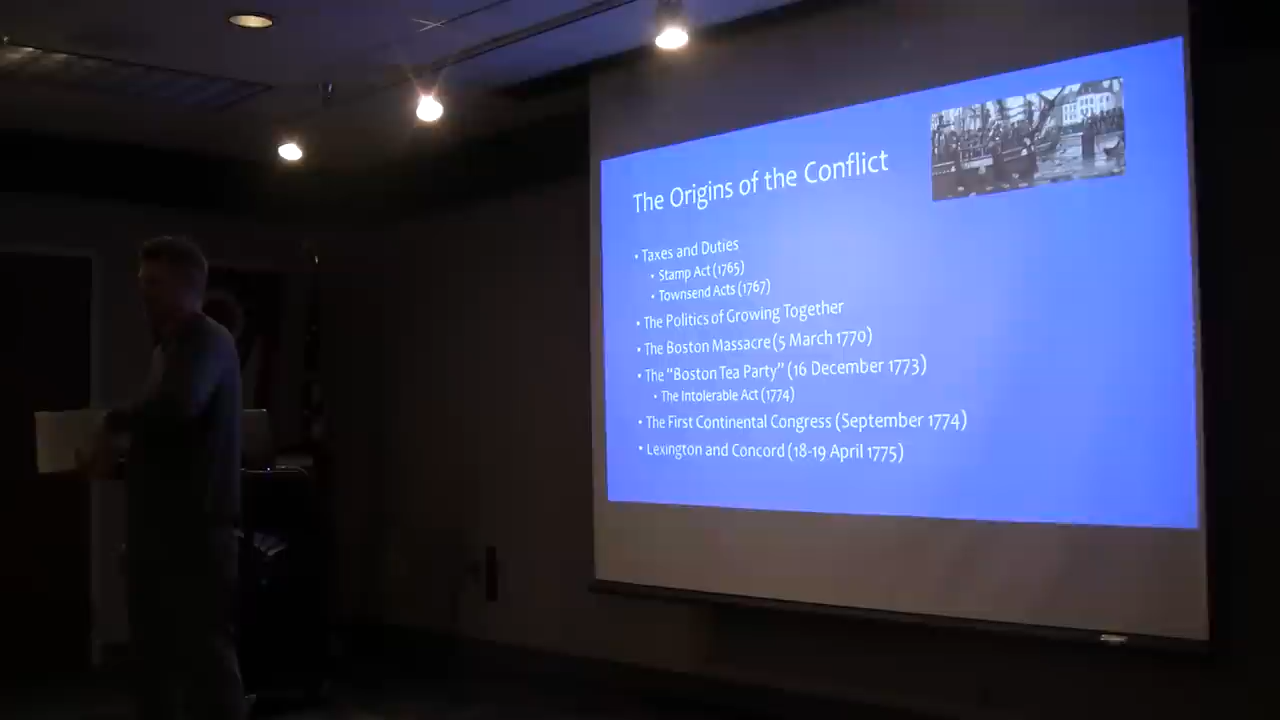 The Origins of the Conflict
• Taxes and Duties
• Stamp Act (1765)
• Townsend Acts (1767)
• The Politics of Growing Together
• The Boston Massacre (5 March 1770)
• The "Boston Tea Party" (16 December 1773)
• The Intolerable Act (1774)
• The First Continental Congress (September 1774)
• Lexington and Concord (18-19 April 1775)